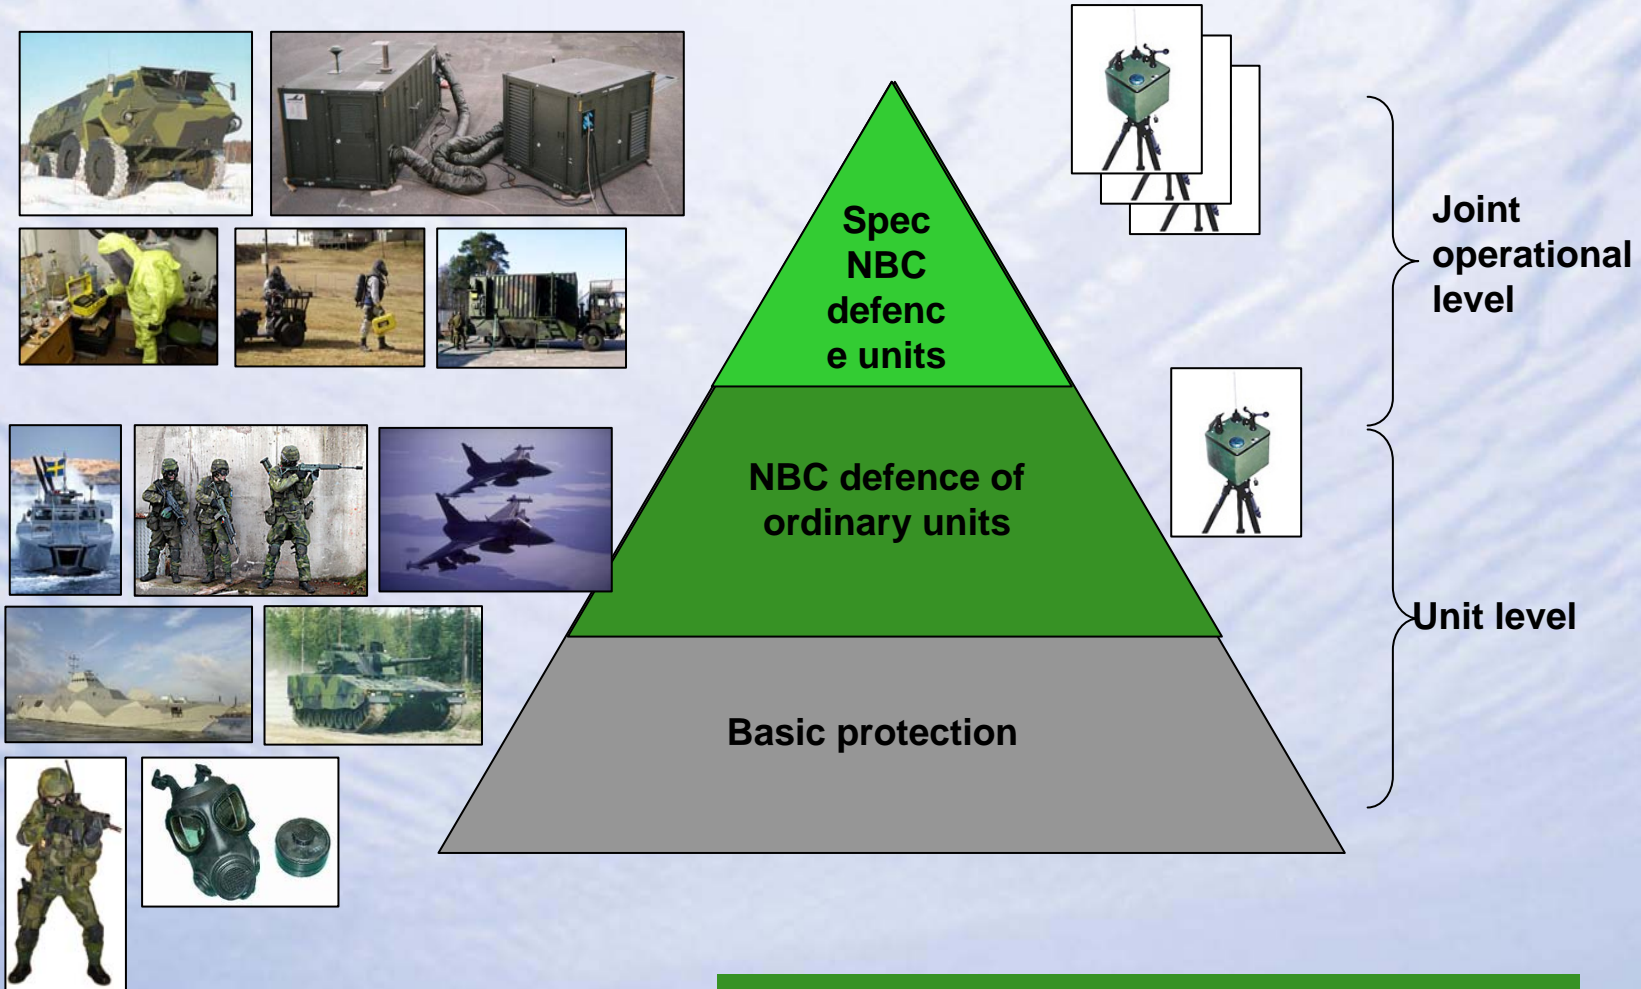 Spec
NBC
defenc
e units
Joint
operational
level
NBC defence of
ordinary units
Unit level
Basic protection